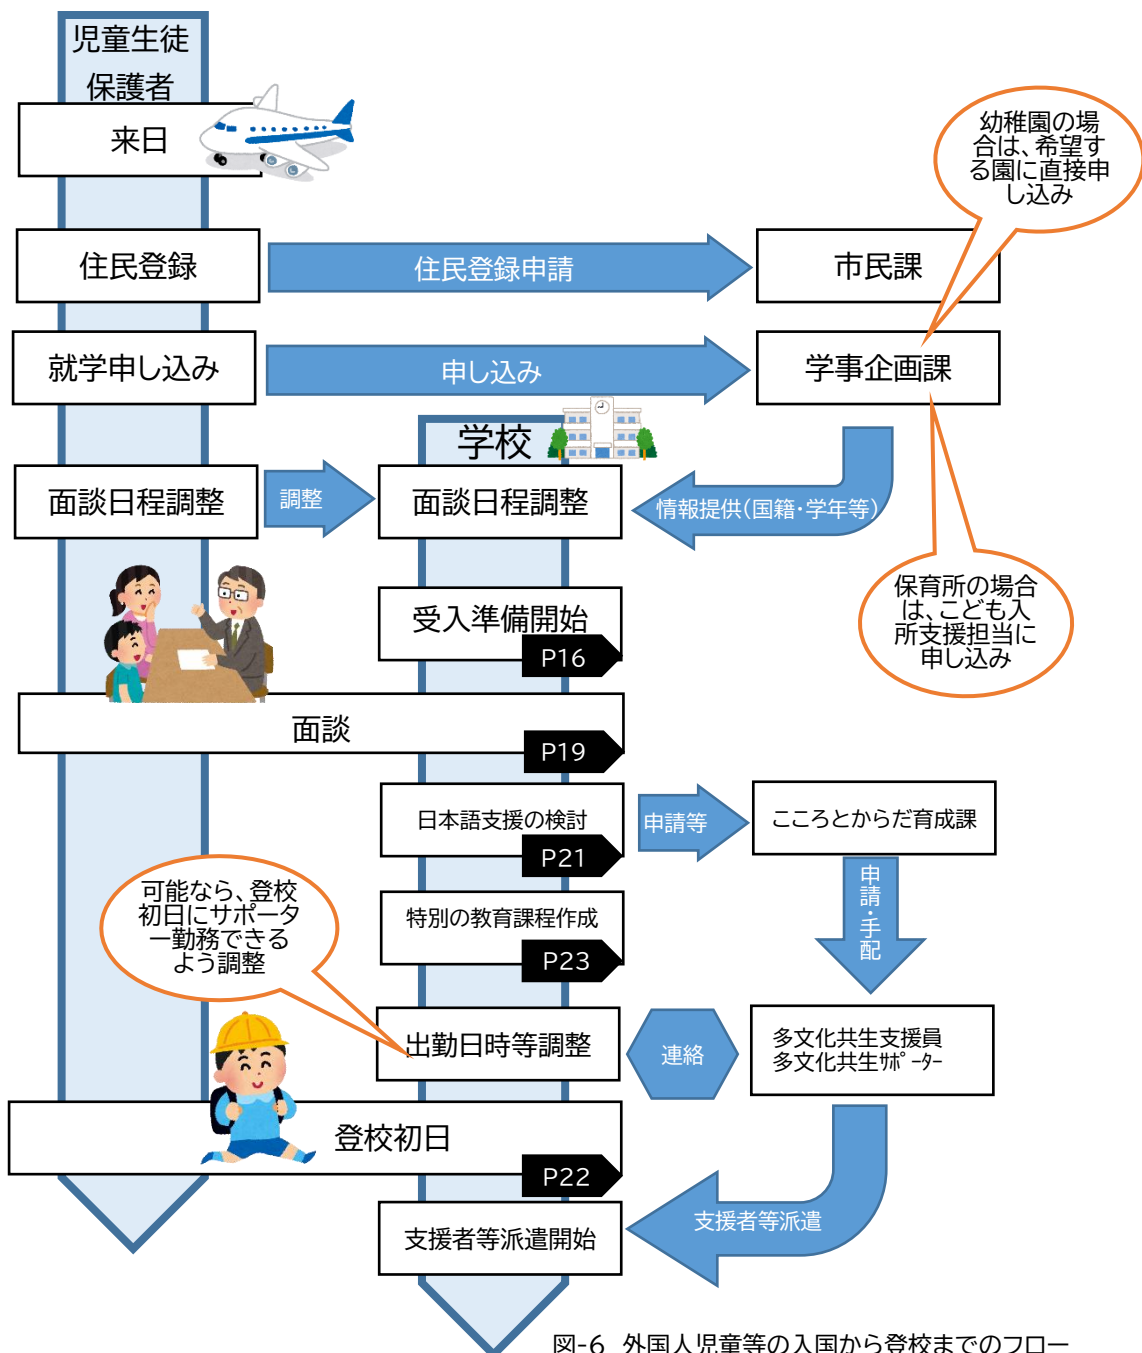 児童生徒
保護者
来日
幼稚園の場
合は、希望す
る園に直接申
し込み
住民登録
住民登録申請
市民課
就学申し込み
申し込み
学事企画課
学校
面談日程調整
調整
面談日程調整
情報提供(国籍・学年等)
保育所の場合
は、こども入
所支援担当に
申し込み
受入準備開始
P16
面談
P19
日本語支援の検討
P21
申請等
こころとからだ育成課
申請・手配
可能なら、登校
初日にサポータ
ー勤務できる
よう調整
特別の教育課程作成
P23
出勤日時等調整
連絡
多文化共生支援員
多文化共生ｻﾎﾟｰﾀｰ
登校初日
P22
支援者等派遣開始
支援者等派遣
図-6 外国人児童等の入国から登校までのフロー